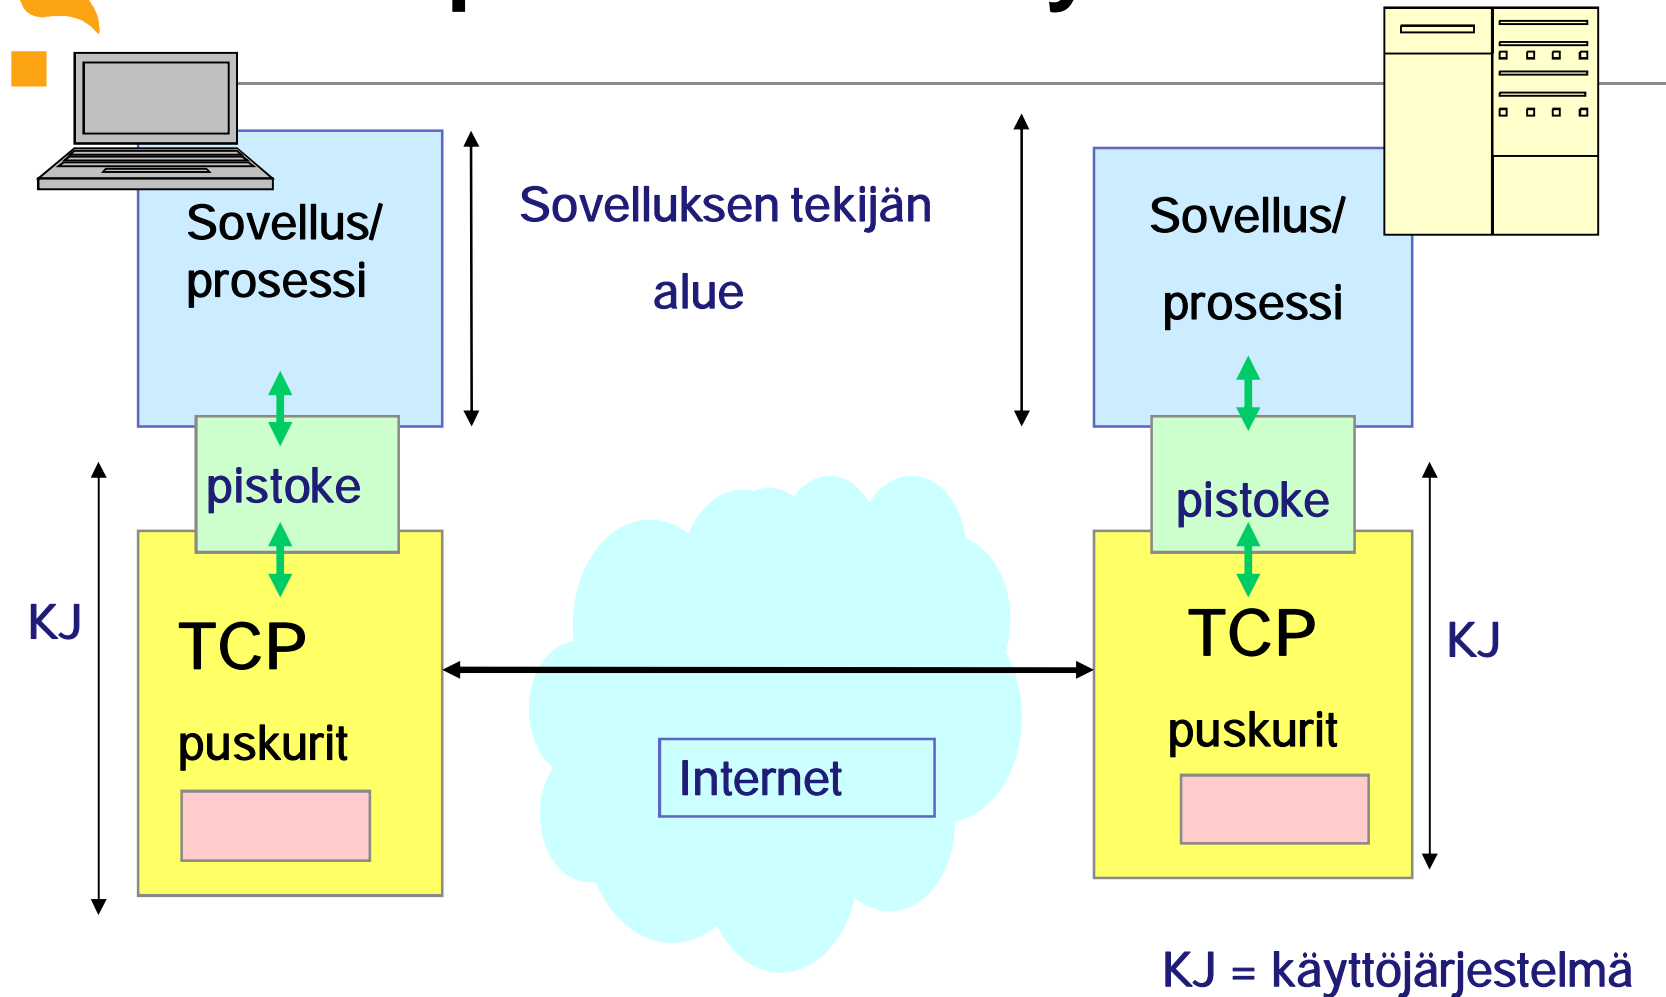 Sovellus/
prosessi
Sovelluksen tekijän
alue
Sovellus/
prosessi
pistoke
pistoke
KJ
TCP
puskurit
TCP
puskurit
KJ
Internet
KJ = käyttöjärjestelmä